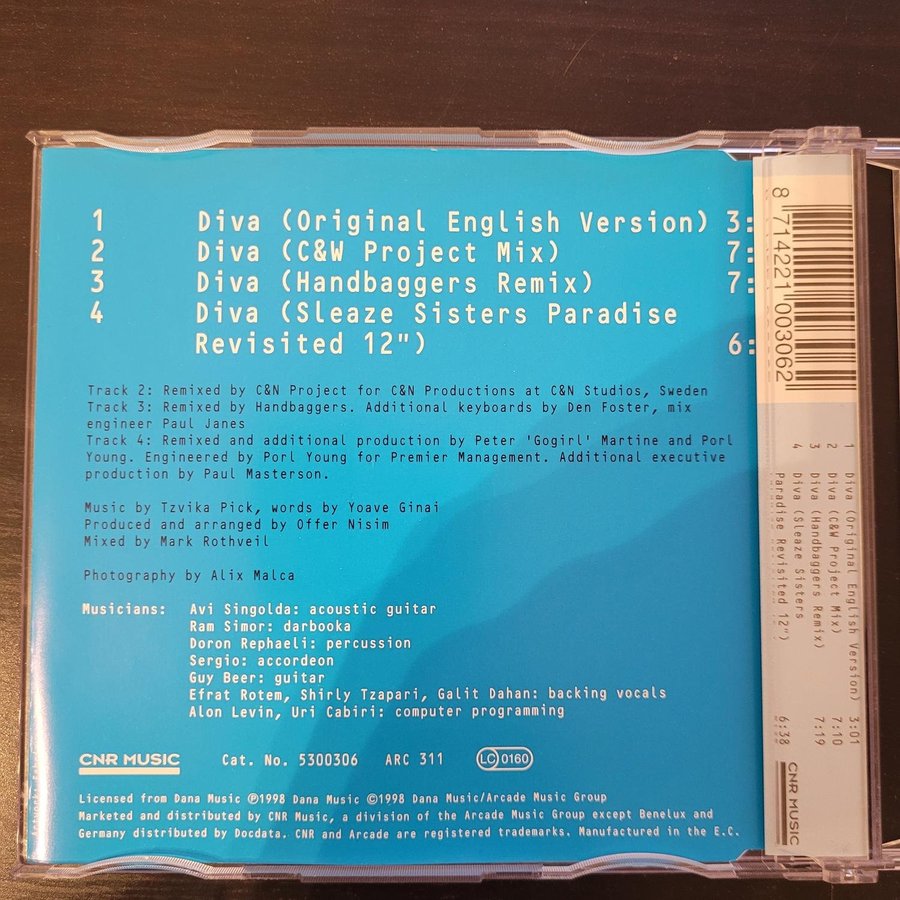 1 Diva (Original English Version) 3:
2 Diva (C&W Project Mix) 7:
3 Diva (Handbaggers Remix) 7:
4 Diva (Sleaze Sisters Paradise
Revisited 12") 6:
Track 2: Remixed by C&N Project for C&N Productions at C&N Studios, Sweden
Track 3: Remixed by Handbaggers. Additional keyboards by Den Foster, mix
engineer Paul Janes
Track 4: Remixed and additional production by Peter 'Gogirl' Martine and Porl
Young. Engineered by Porl Young for Premier Management. Additional executive
production by Paul Masterson.
Music by Tzvika Pick, words by Yoave Ginai
Produced and arranged by Offer Nisim
Mixed by Mark Rothveil
Photography by Alix Malca
Musicians: Avi Singolda: acoustic guitar
Ram Simor: darbooka
Doron Rephaeli: percussion
Sergio: accordeon
Guy Beer: guitar
Efrat Rotem, Shirly Tzapari, Galit Dahan: backing vocals
Alon Levin, Uri Cabiri: computer programming
CNR MUSIC Cat. No. 5300306 ARC 311 LC 0160
Licensed from Dana Music ℗1998 Dana Music ©1998 Dana Music/Arcade Music Group
Marketed and distributed by CNR Music, a division of the Arcade Music Group except Benelux and
Germany distributed by Docdata. CNR and Arcade are registered trademarks. Manufactured in the E.C.
8 714221 003062
1 Diva (Original English Version) 3:01
2 Diva (C&W Project Mix) 7:10
3 Diva (Handbaggers Remix) 7:19
4 Diva (Sleaze Sisters
Paradise Revisited 12") 6:38
CNR MUSIC